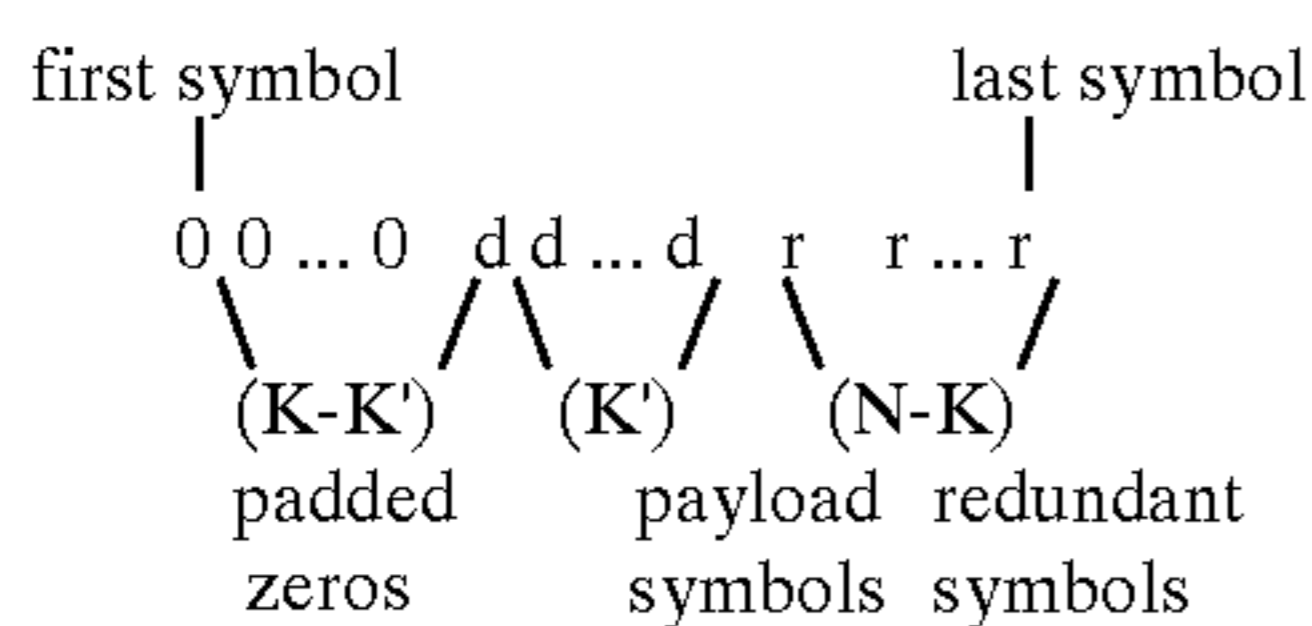 first symbol last symbol
0 0 ... 0 d d ... d r r ... r
(K-K') (K') (N-K)
padded payload redundant
zeros symbols symbols